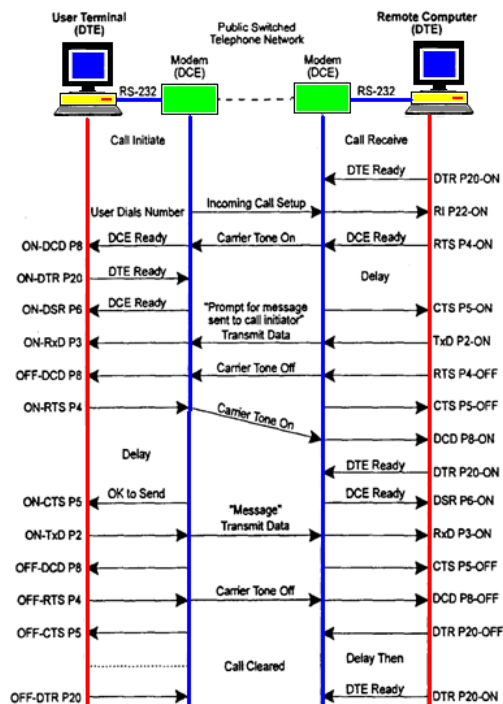 User Terminal
(DTE)
Public Switched
Telephone Network
Remote Computer
(DTE)
Modem
(DCE)
Modem
(DCE)
RS-232
RS-232
Call Initiate
Call Receive
DTE Ready
DTR P20-ON
User Dials Number
Incoming Call Setup
RI P22-ON
ON-DCD P8
DCE Ready
Carrier Tone On
DCE Ready
RTS P4-ON
ON-DTR P20
DTE Ready
Delay
ON-DSR P6
DCE Ready
"Prompt for message
sent to call initiator"
CTS P5-ON
ON-RxD P3
Transmit Data
TxD P2-ON
OFF-DCD P8
Carrier Tone Off
RTS P4-OFF
ON-RTS P4
Carrier Tone On
CTS P5-OFF
DCD P8-ON
Delay
DTE Ready
DTR P20-ON
ON-CTS P5
OK to Send
DCE Ready
DSR P6-ON
"Message"
ON-TxD P2
Transmit Data
RxD P3-ON
OFF-DCD P8
CTS P5-OFF
OFF-RTS P4
Carrier Tone Off
DCD P8-OFF
OFF-CTS P5
DTR P20-OFF
Call Cleared
Delay Then
OFF-DTR P20
DTE Ready
DTR P20-ON